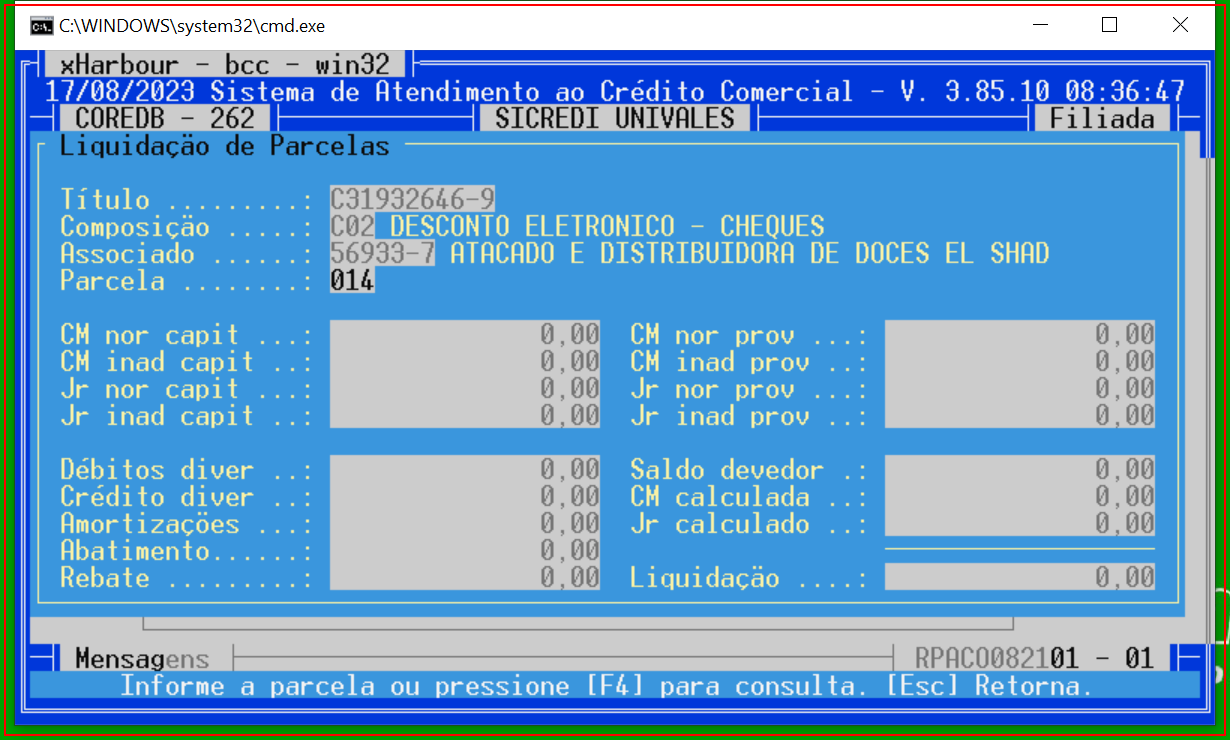 C:\WINDOWS\system32\cmd.exe
xHarbour - bcc - win32
17/08/2023 Sistema de Atendimento ao Crédito Comercial - V. 3.85.10 08:36:47
COREDB - 262 SICREDI UNIVALES Filiada
Liquidaçäo de Parcelas
Título .........: C31932646-9
Composiçäo .....: C02 DESCONTO ELETRONICO - CHEQUES
Associado ......: 56933-7 ATACADO E DISTRIBUIDORA DE DOCES EL SHAD
Parcela ........: 014
CM nor capit ...: 0,00 CM nor prov ...: 0,00
CM inad capit ..: 0,00 CM inad prov ..: 0,00
Jr nor capit ...: 0,00 Jr nor prov ...: 0,00
Jr inad capit ..: 0,00 Jr inad prov ..: 0,00
Débitos diver ..: 0,00 Saldo devedor .: 0,00
Crédito diver ..: 0,00 CM calculada ..: 0,00
Amortizaçöes ...: 0,00 Jr calculado ..: 0,00
Abatimento......: 0,00
Rebate .........: 0,00 Liquidaçäo ....: 0,00
Mensagens RPACO082101 - 01
Informe a parcela ou pressione [F4] para consulta. [Esc] Retorna.